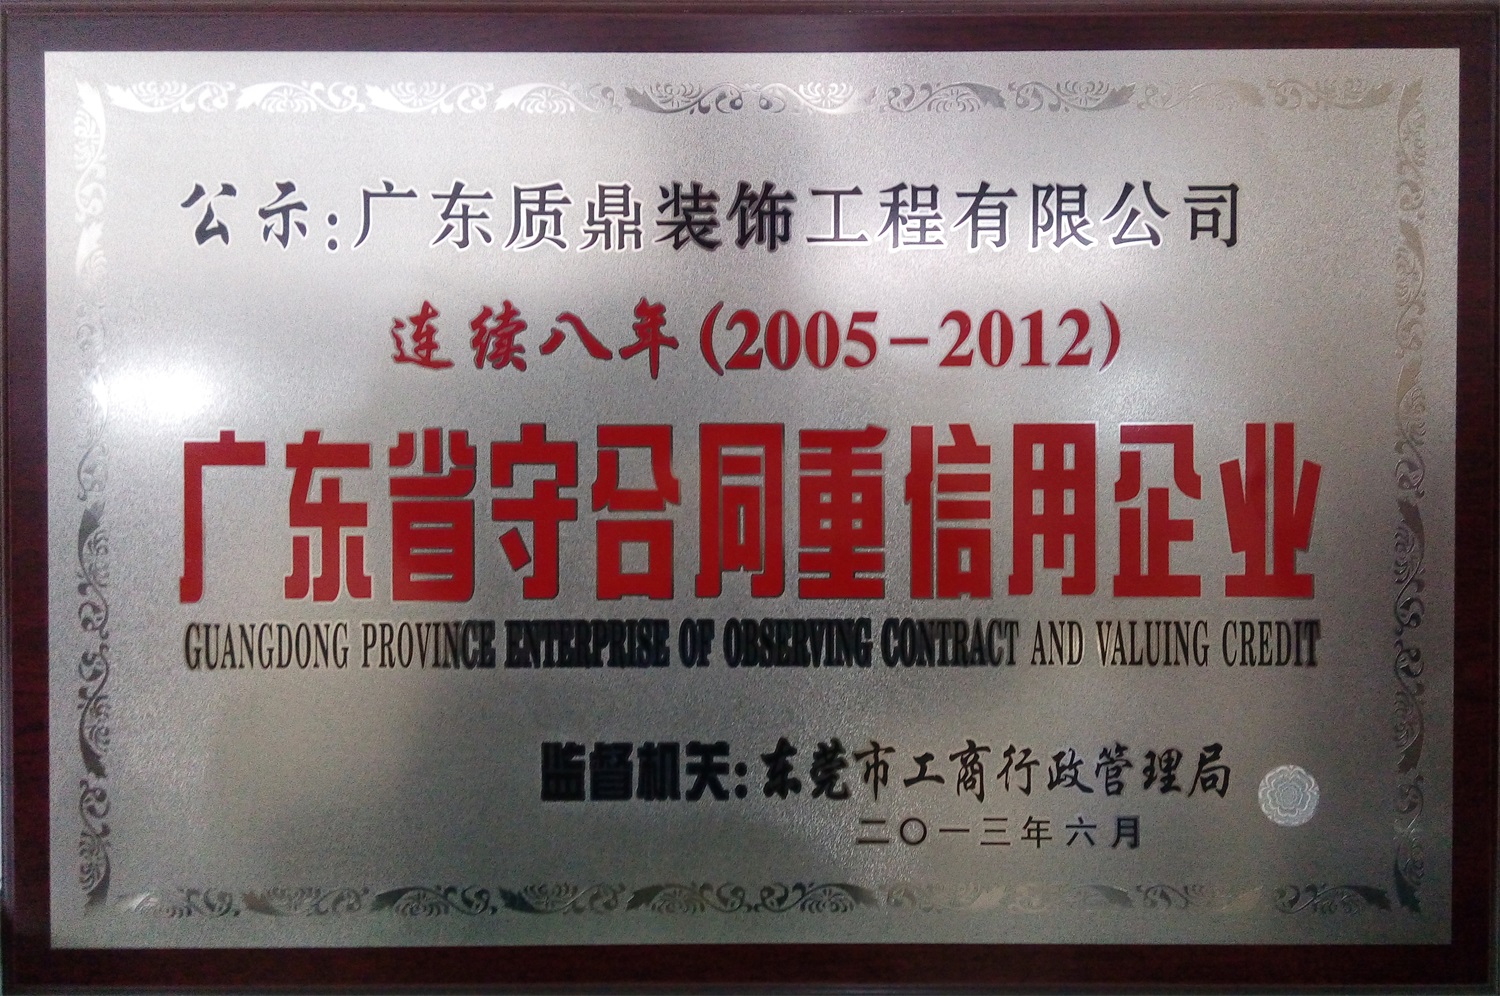 公示:广东质鼎装饰工程有限公司
连续八年(2005-2012)
广东省守合同重信用企业
GUANGDONG PROVINCE ENTERPRISE OF OBSERVING CONTRACT AND VALUING CREDIT
监督机关:东莞市工商行政管理局
二〇一三年六月